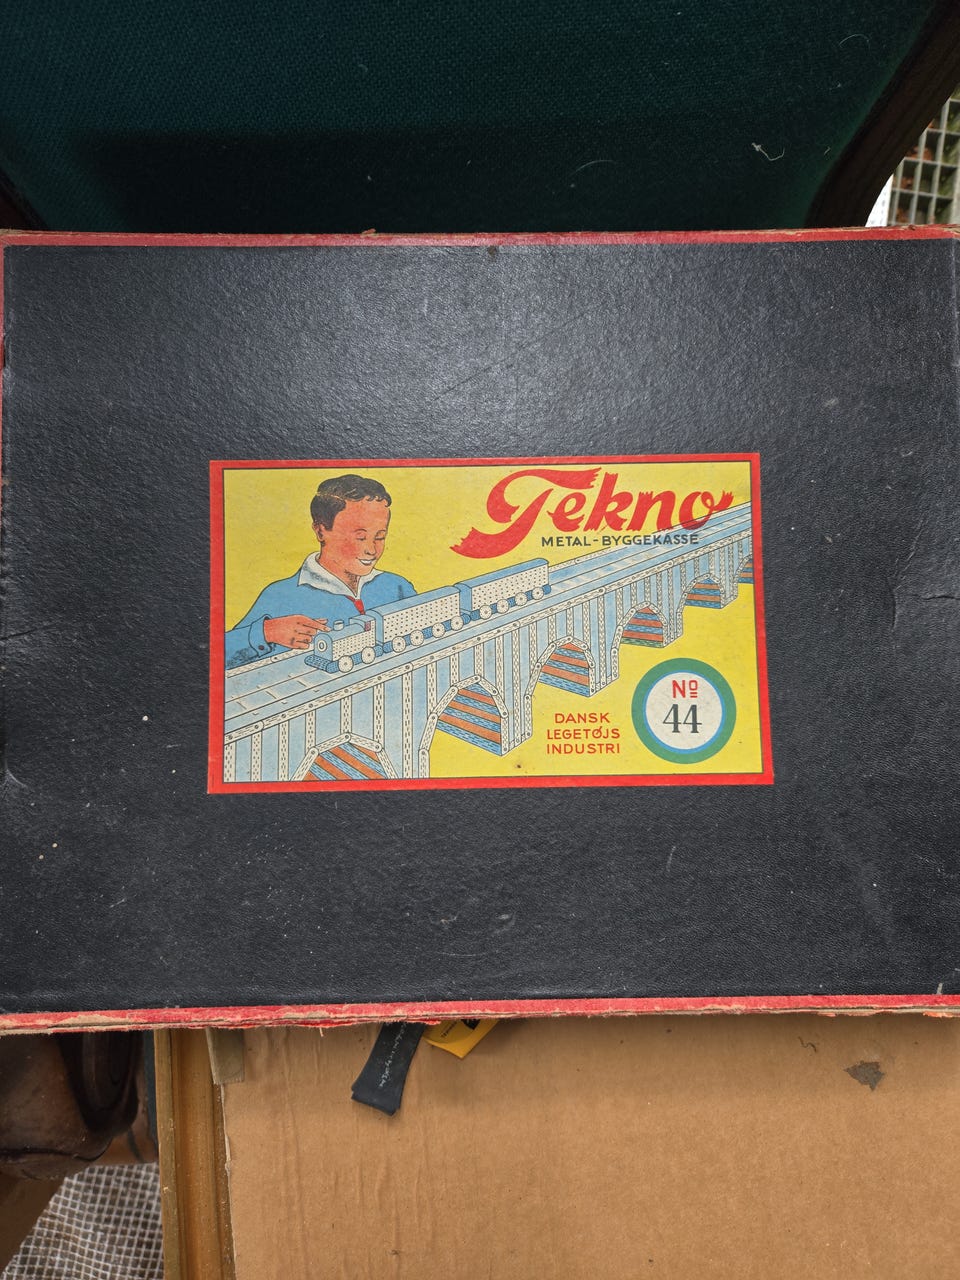 Tekno
METAL-BYGGEKASSE
DANSK
LEGETØJS
INDUSTRI
Nº
44